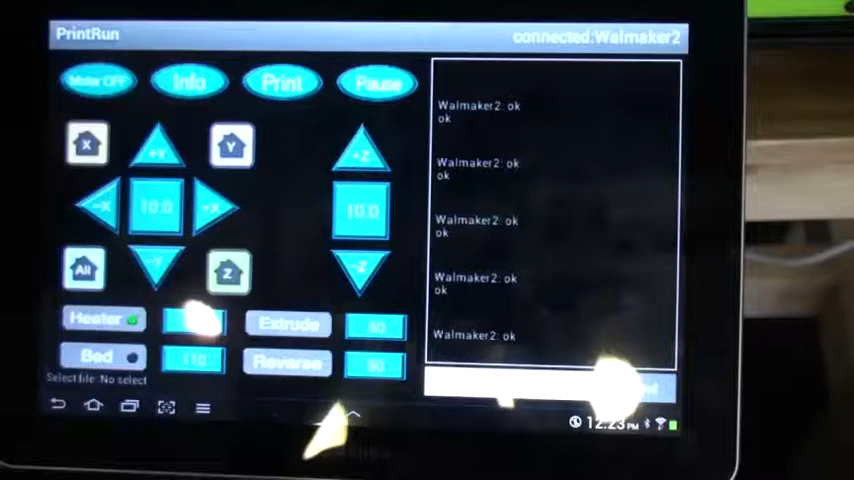 PrintRun
connected:Walmaker2
Motor OFF
Info
Print
Pause
X
+Y
Y
+Z
-X
10.0
+X
10.0
All
-Y
Z
-Z
Heater
Extrude
50
Bed
110
Reverse
50
Select file: No select
Walmaker2: ok
ok
Walmaker2: ok
ok
Walmaker2: ok
ok
Walmaker2: ok
ok
Walmaker2: ok
12:23 PM